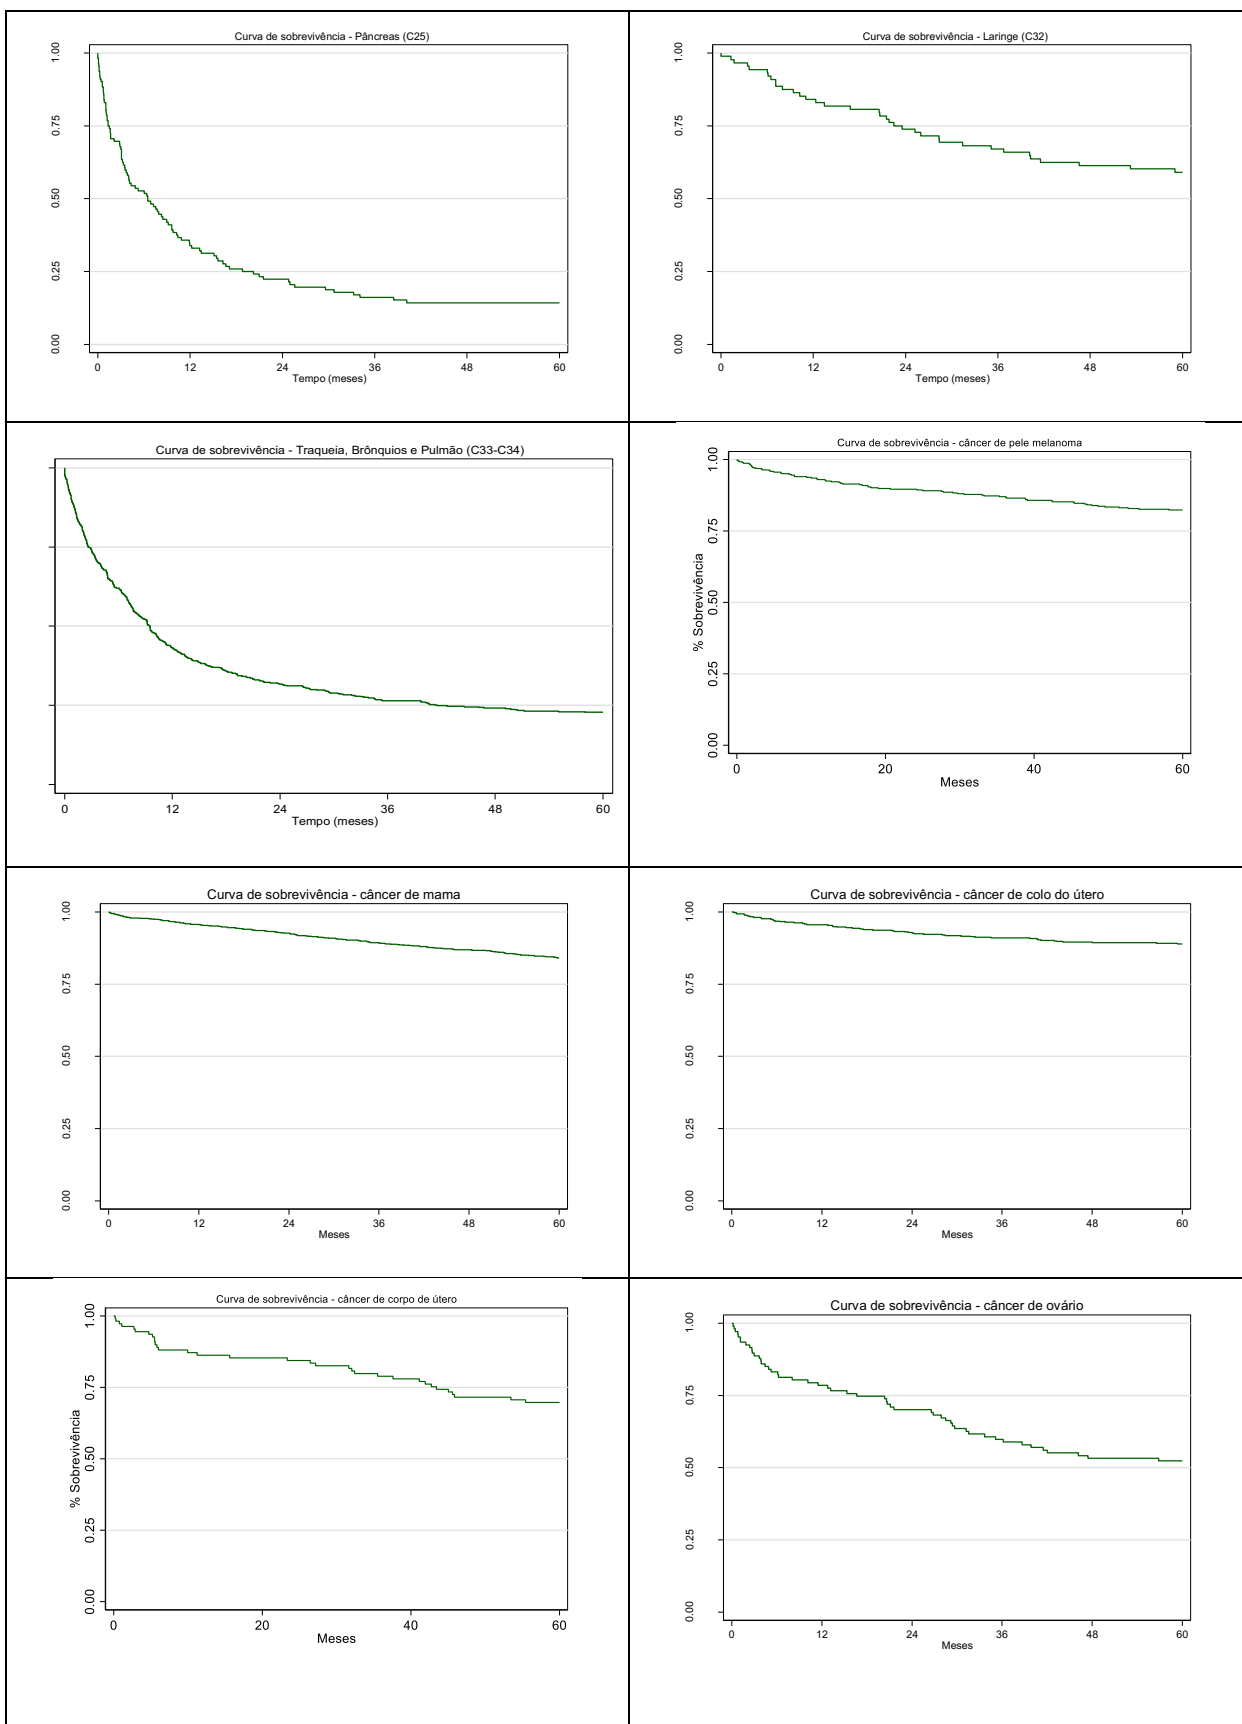 Curva de sobrevivência - Pâncreas (C25)
1.00
0.75
0.50
0.25
0.00
0 12 24 36 48 60
Tempo (meses)
Curva de sobrevivência - Laringe (C32)
1.00
0.75
0.50
0.25
0.00
0 12 24 36 48 60
Tempo (meses)
Curva de sobrevivência - Traqueia, Brônquios e Pulmão (C33-C34)
0 12 24 36 48 60
Tempo (meses)
Curva de sobrevivência - câncer de pele melanoma
% Sobrevivência
1.00
0.75
0.50
0.25
0.00
0 20 40 60
Meses
Curva de sobrevivência - câncer de mama
1.00
0.75
0.50
0.25
0.00
0 12 24 36 48 60
Meses
Curva de sobrevivência - câncer de colo do útero
1.00
0.75
0.50
0.25
0.00
0 12 24 36 48 60
Meses
Curva de sobrevivência - câncer de corpo de útero
% Sobrevivência
1.00
0.75
0.50
0.25
0.00
0 20 40 60
Meses
Curva de sobrevivência - câncer de ovário
1.00
0.75
0.50
0.25
0.00
0 12 24 36 48 60
Meses